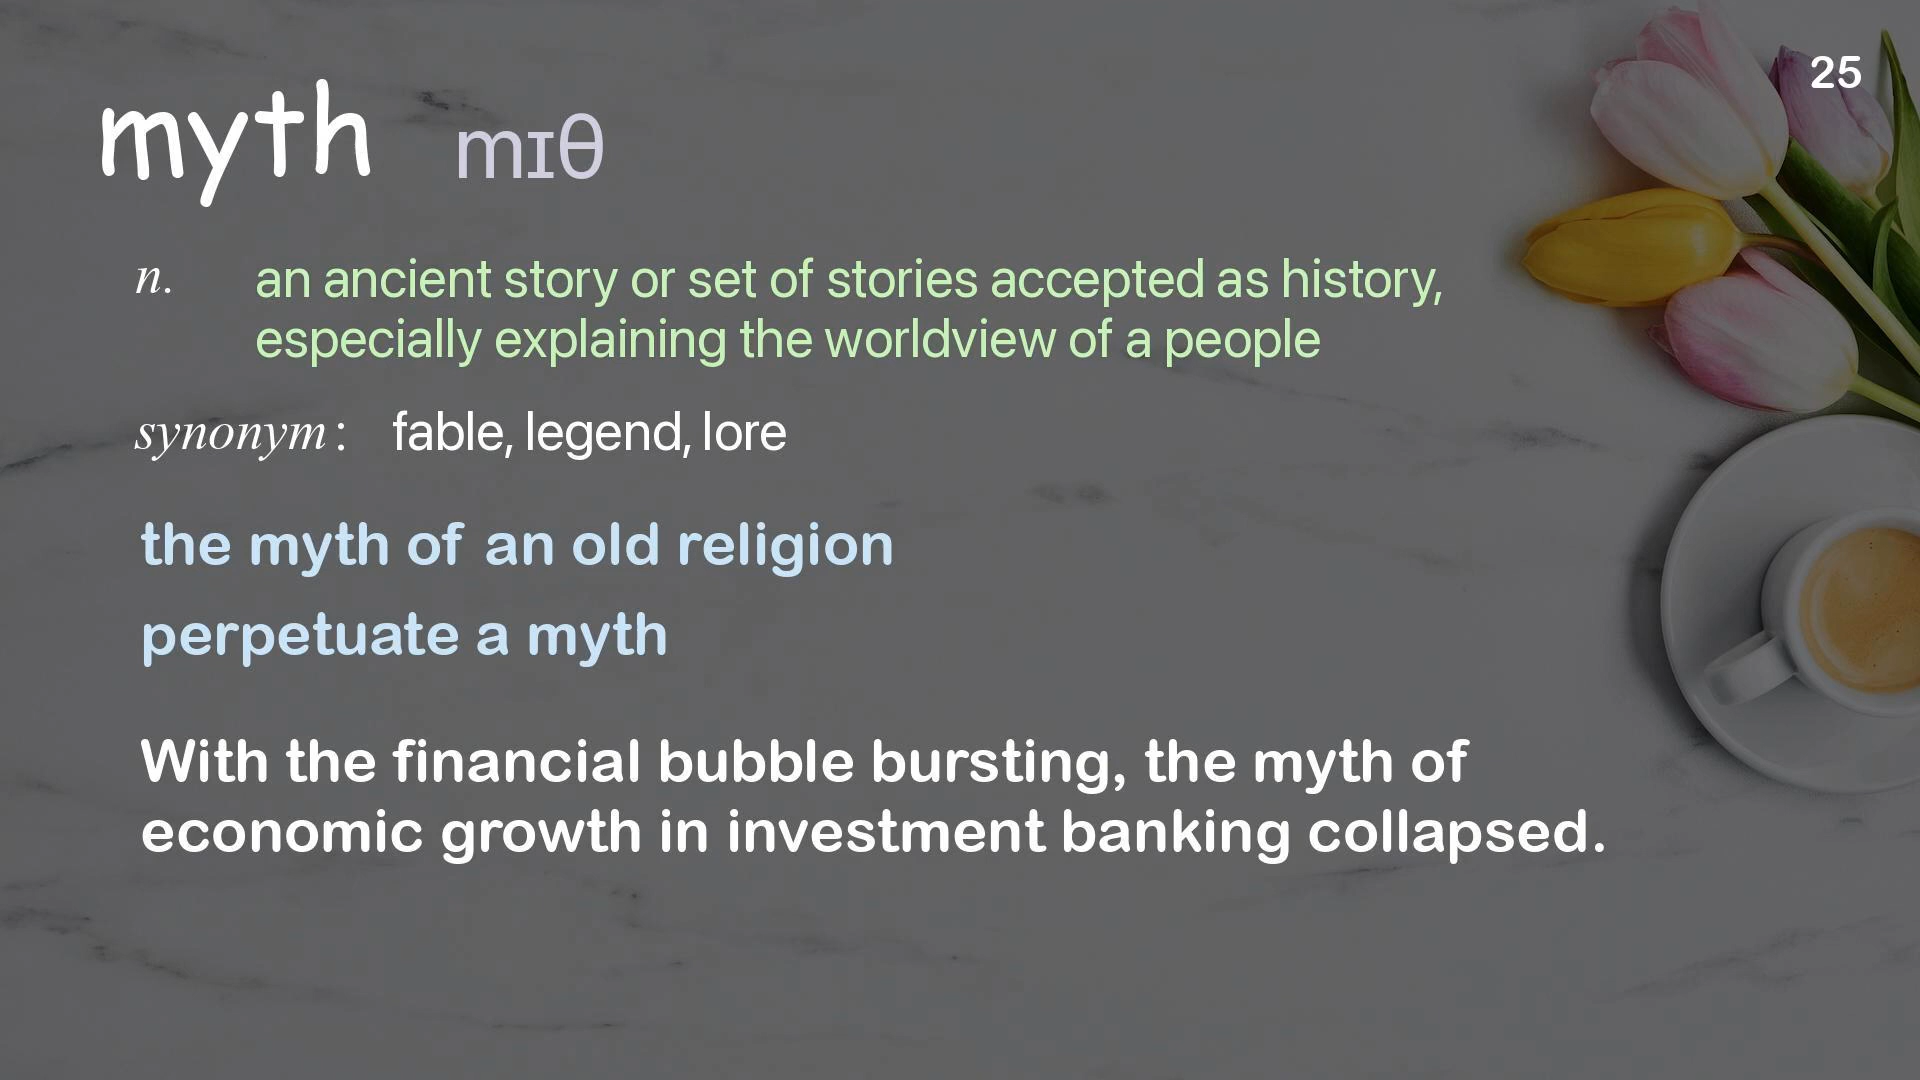 25
myth mɪθ
n. an ancient story or set of stories accepted as history,
especially explaining the worldview of a people
synonym: fable, legend, lore
the myth of an old religion
perpetuate a myth
With the financial bubble bursting, the myth of
economic growth in investment banking collapsed.